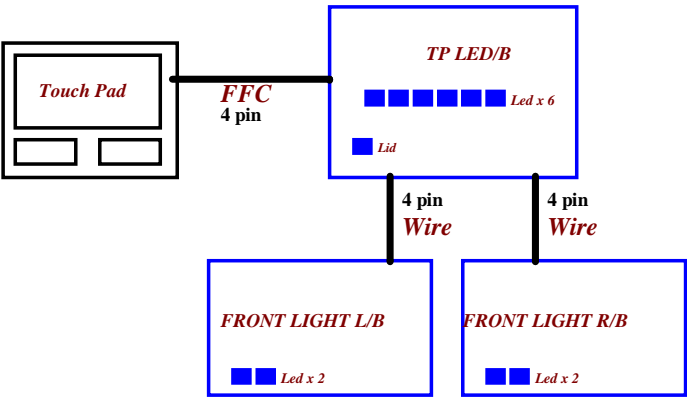 TP LED/B
Touch Pad
FFC
4 pin
Led x 6
Lid
4 pin
Wire
4 pin
Wire
FRONT LIGHT L/B
FRONT LIGHT R/B
Led x 2
Led x 2